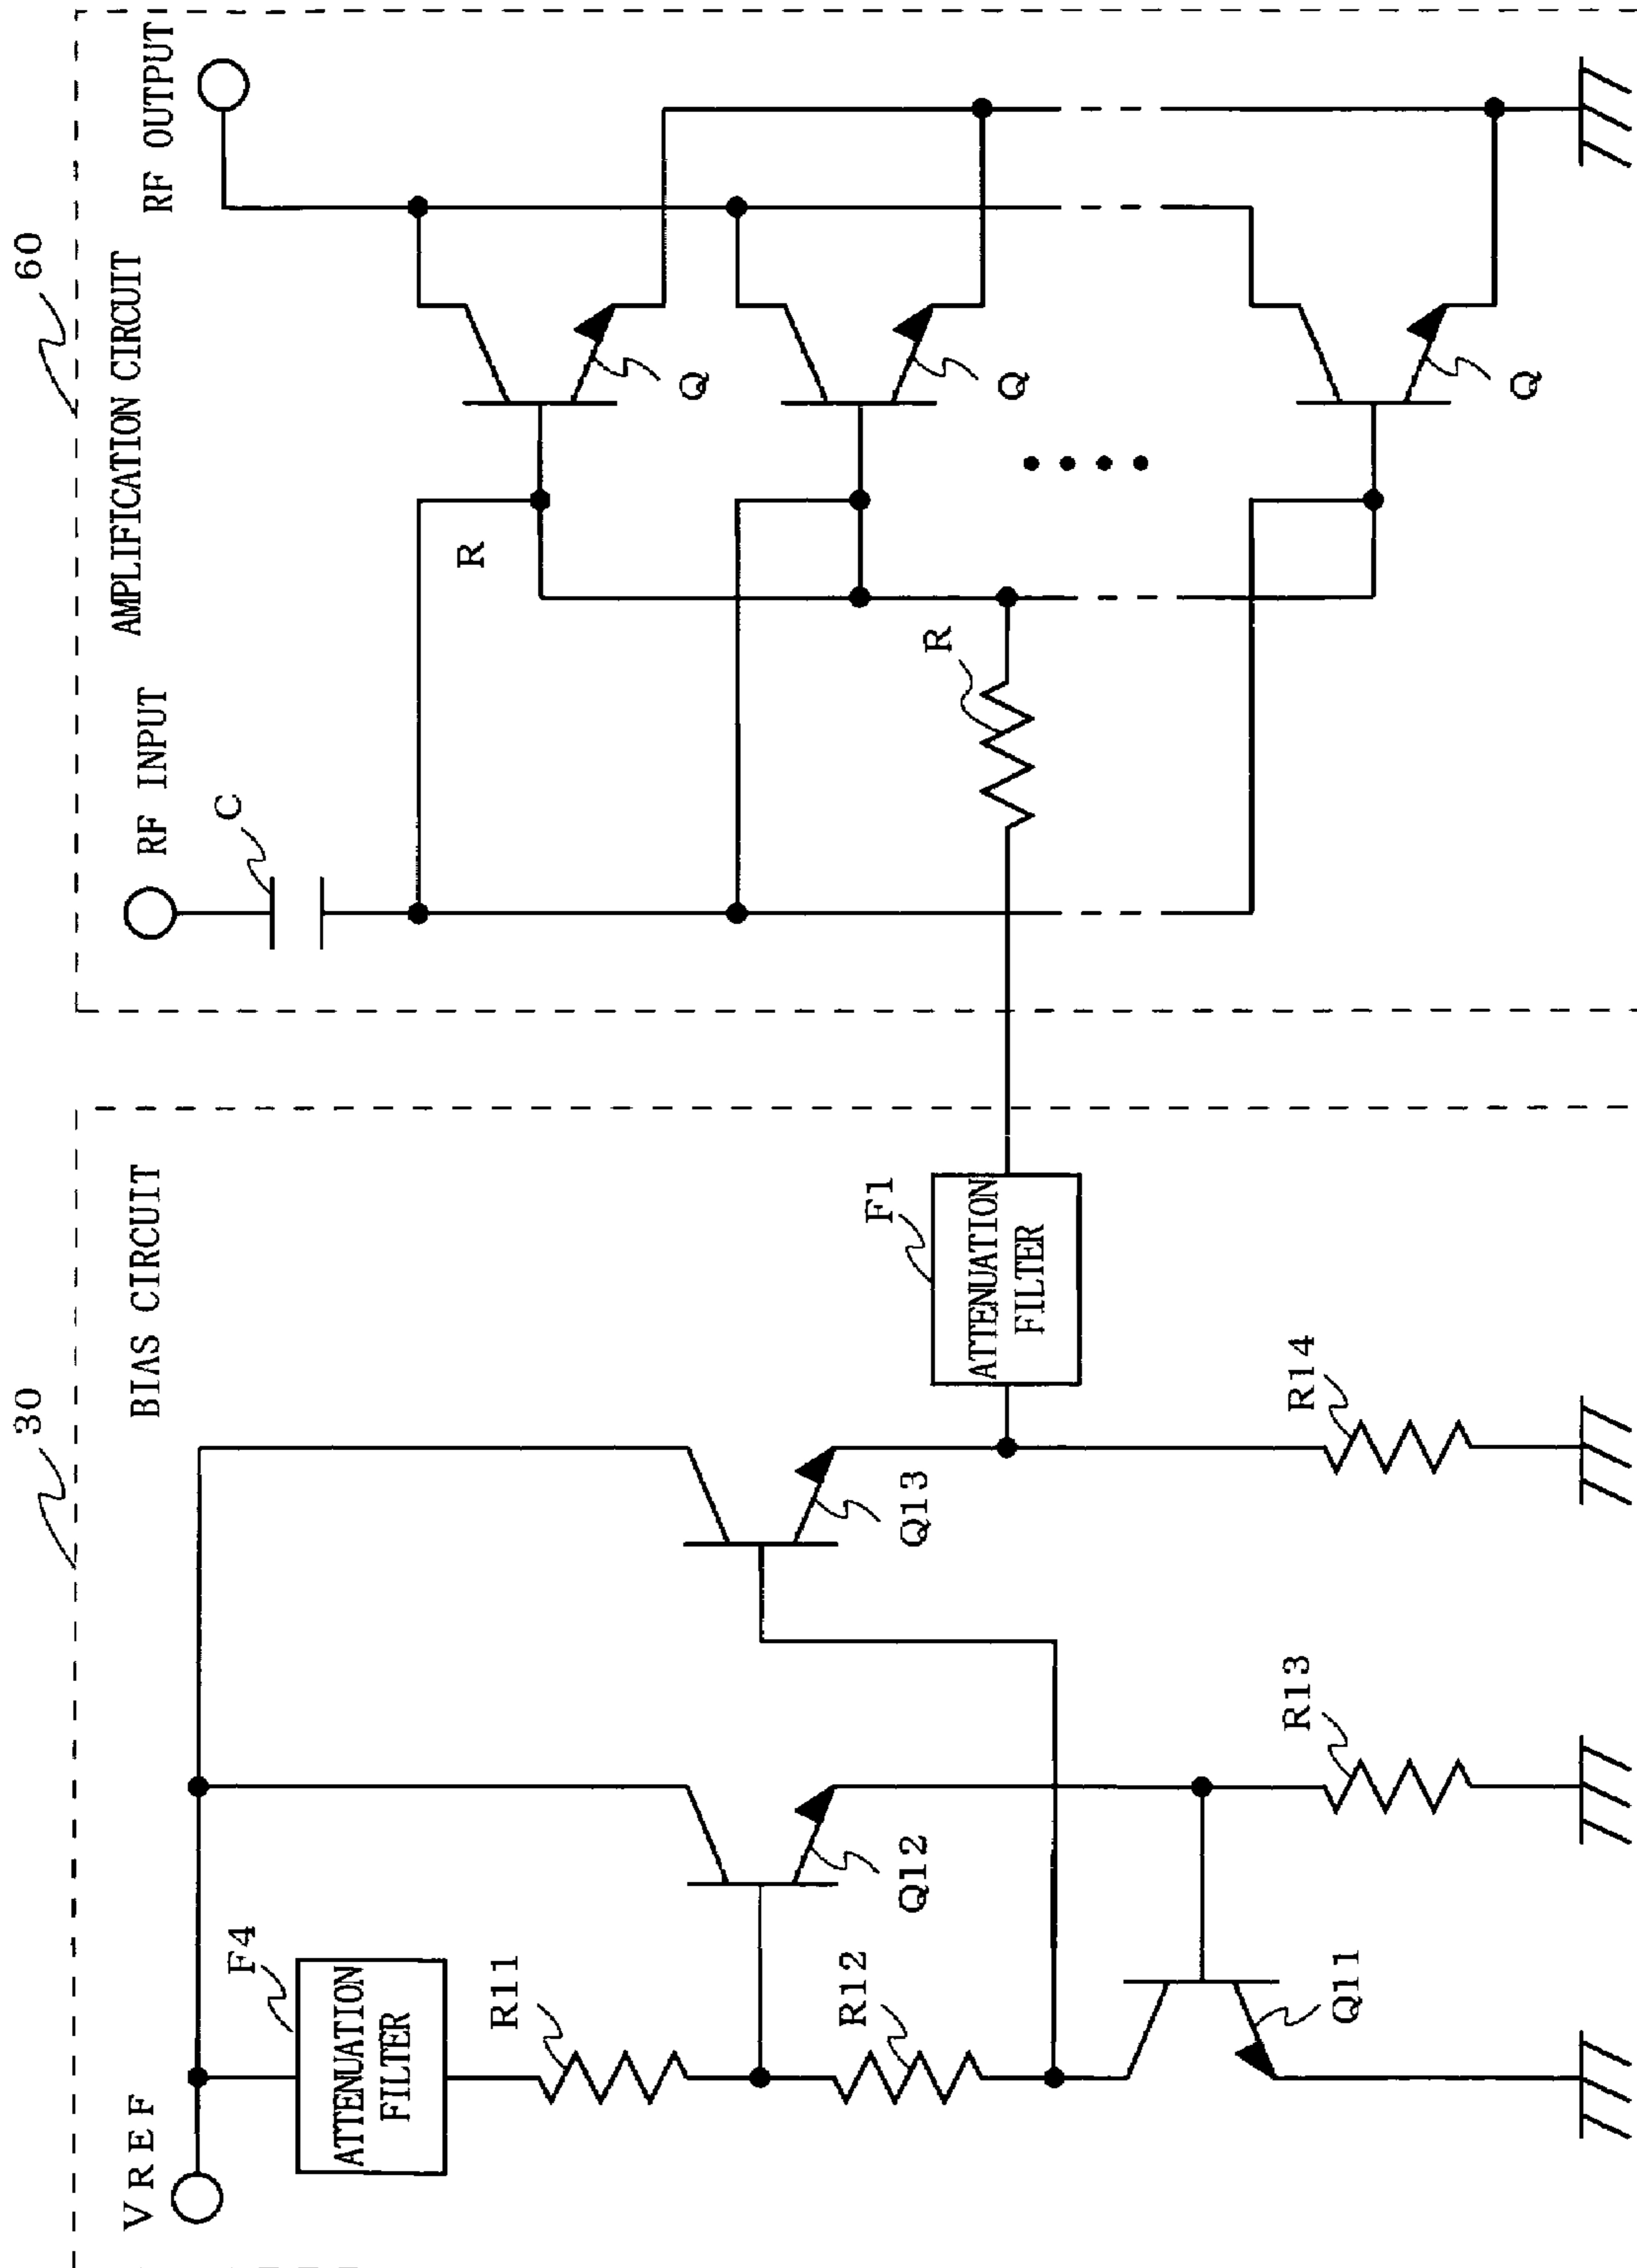 30
60
BIAS CIRCUIT
AMPLIFICATION CIRCUIT
VREF
RF INPUT
RF OUTPUT
C
F4
ATTENUATION
FILTER
R11
R12
Q12
Q13
F1
ATTENUATION
FILTER
R
R
Q
Q
Q
Q11
R13
R14